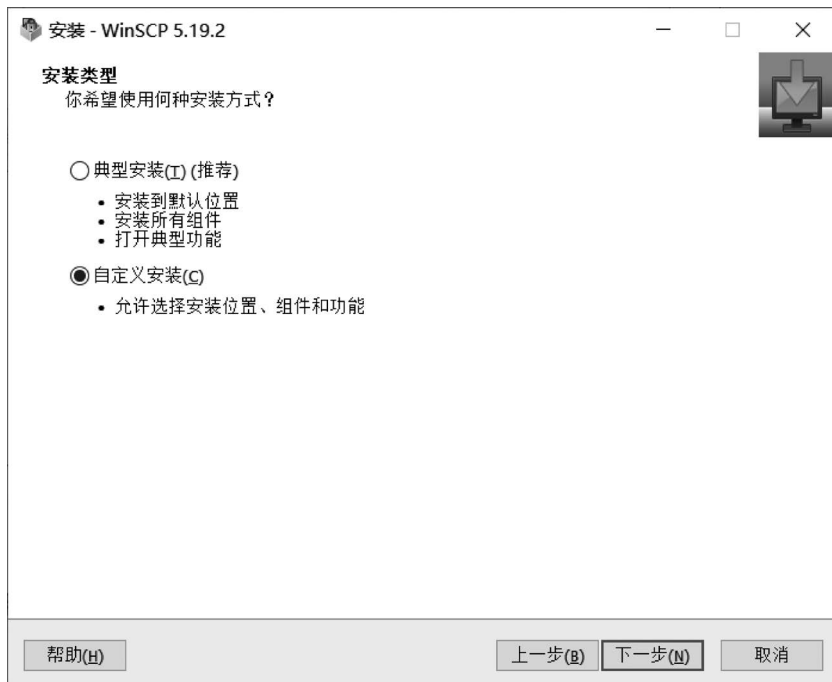 安装 - WinSCP 5.19.2
安装类型
你希望使用何种安装方式？
典型安装(T) (推荐)
• 安装到默认位置
• 安装所有组件
• 打开典型功能
自定义安装(C)
• 允许选择安装位置、组件和功能
帮助(H) 上一步(B) 下一步(N) 取消